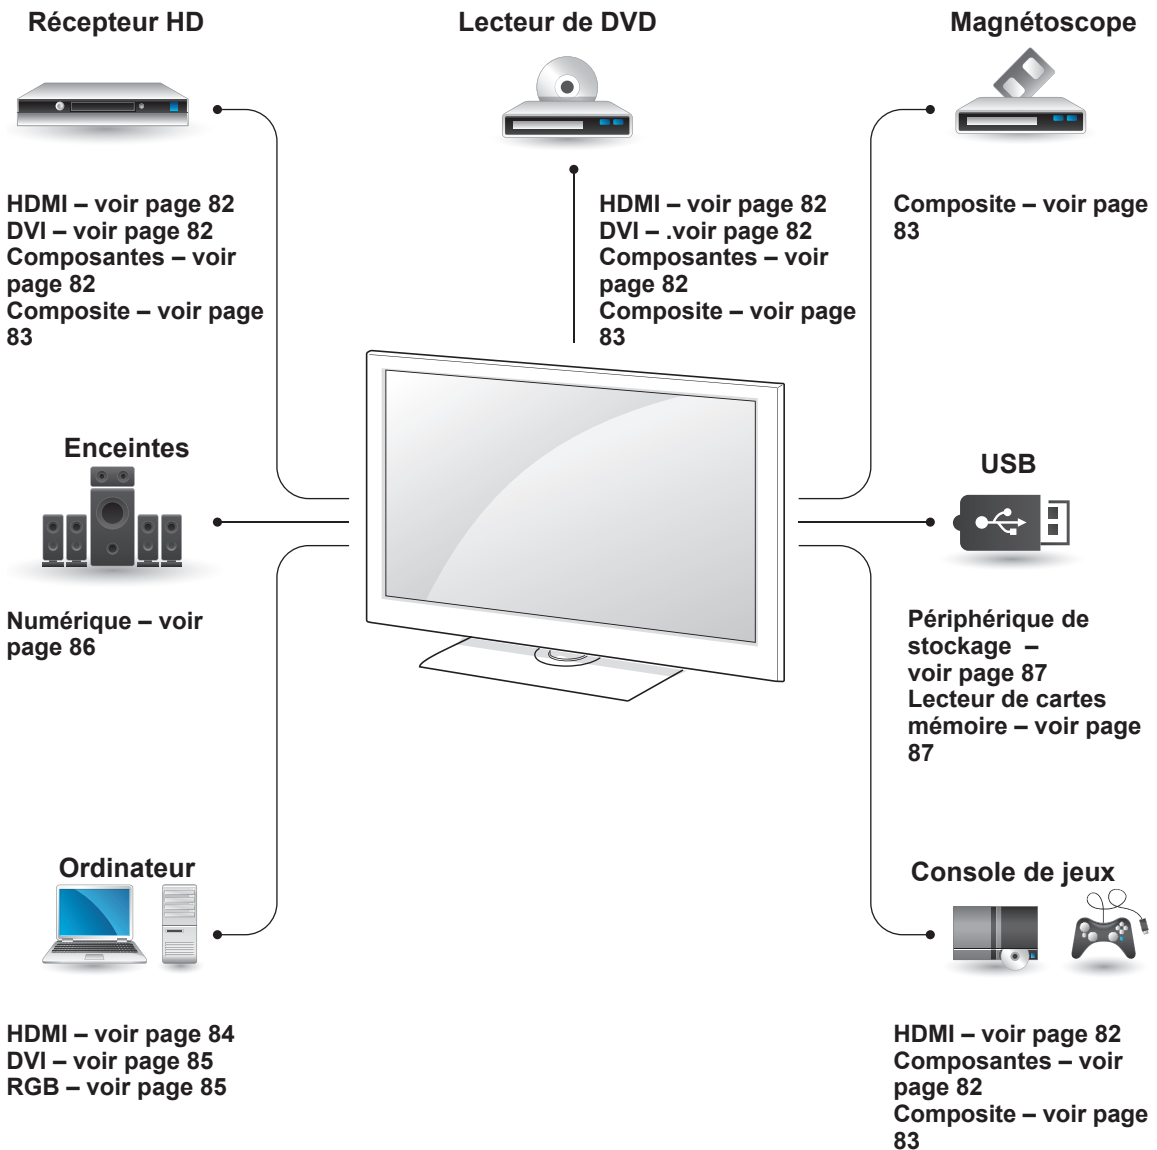 Récepteur HD
HDMI – voir page 82
DVI – voir page 82
Composantes – voir
page 82
Composite – voir page
83
Lecteur de DVD
HDMI – voir page 82
DVI – .voir page 82
Composantes – voir
page 82
Composite – voir page
83
Magnétoscope
Composite – voir page
83
Enceintes
Numérique – voir
page 86
USB
Périphérique de
stockage  –
voir page 87
Lecteur de cartes
mémoire – voir page
87
Ordinateur
HDMI – voir page 84
DVI – voir page 85
RGB – voir page 85
Console de jeux
HDMI – voir page 82
Composantes – voir
page 82
Composite – voir page
83